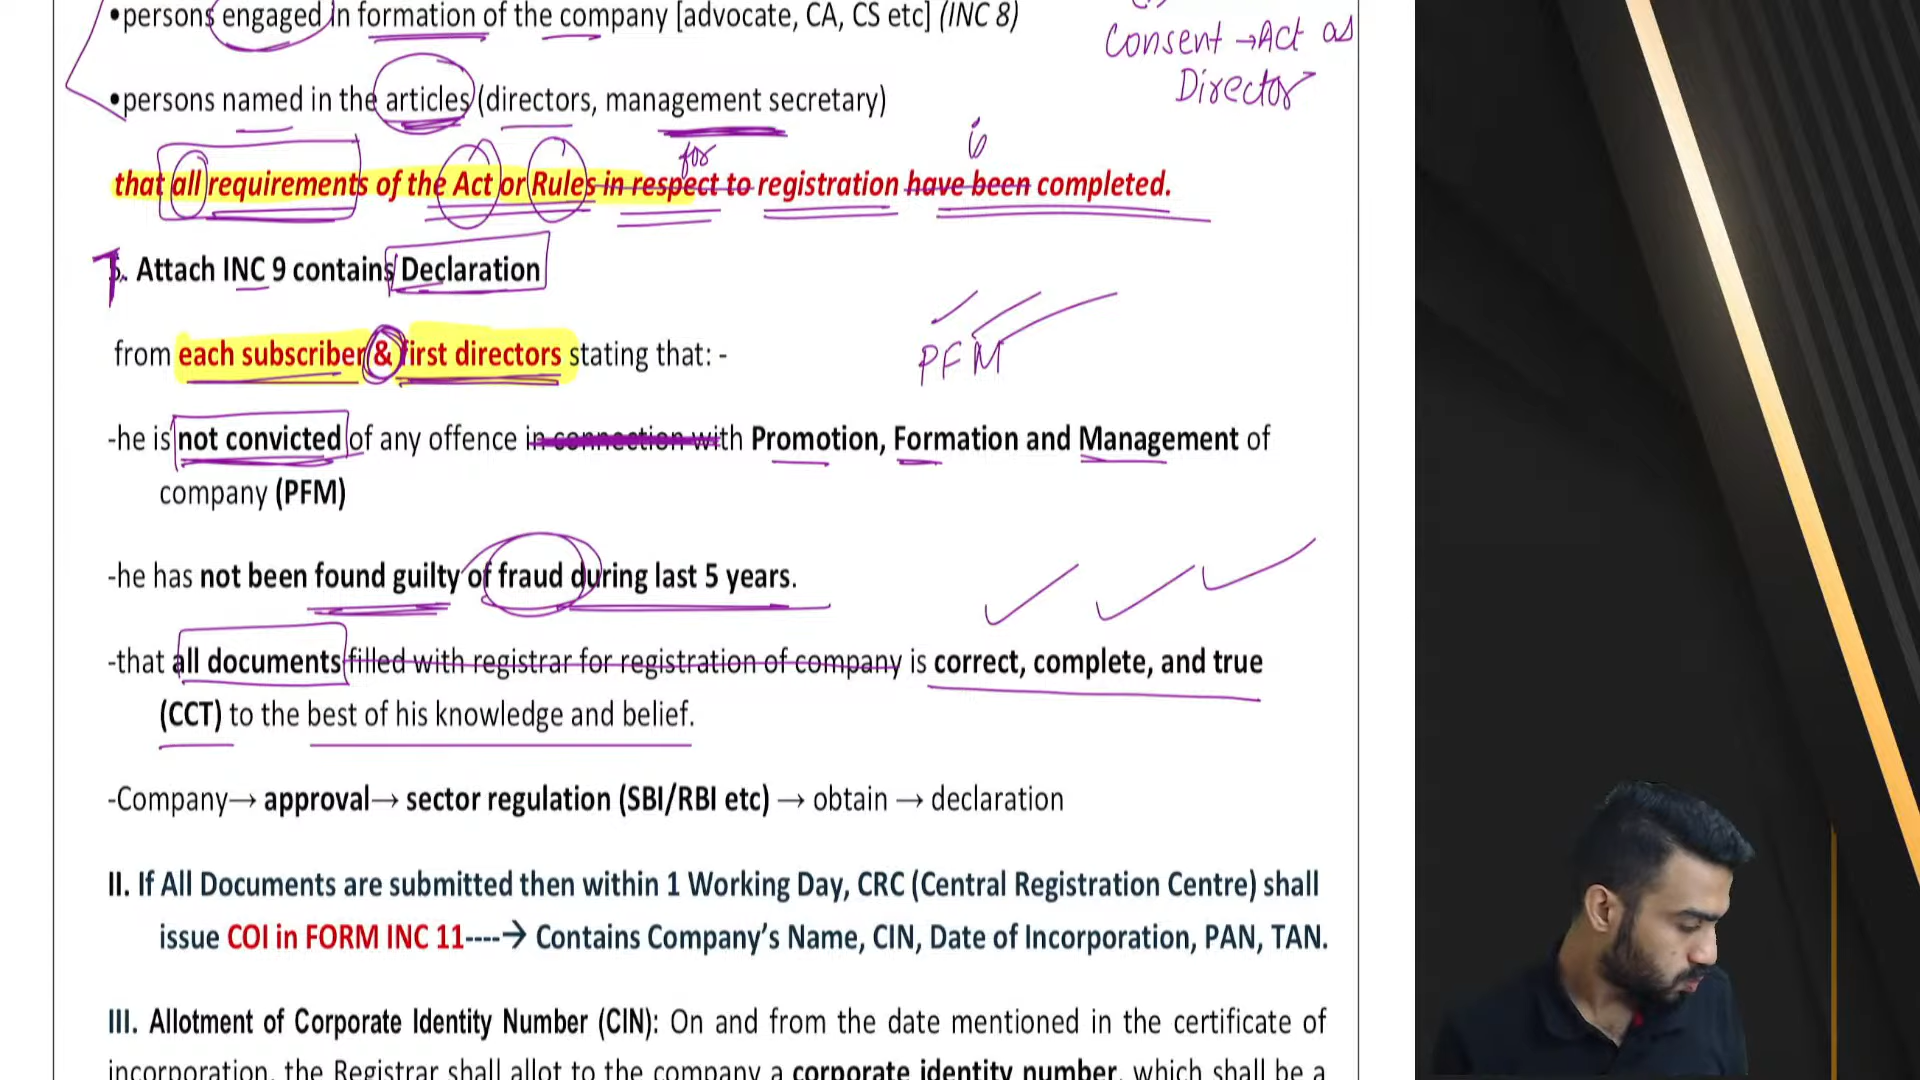 •persons engaged in formation of the company [advocate, CA, CS etc] (INC 8)
Consent →Act as
Director
•persons named in the articles (directors, management secretary)
for
is
that all requirements of the Act or Rules in respect to registration have been completed.
7. Attach INC 9 contains Declaration
from each subscriber & first directors stating that: -
PFM
-he is not convicted of any offence in connection with Promotion, Formation and Management of
company (PFM)
-he has not been found guilty of fraud during last 5 years.
-that all documents filled with registrar for registration of company is correct, complete, and true
(CCT) to the best of his knowledge and belief.
-Company→ approval→ sector regulation (SBI/RBI etc) → obtain → declaration
II. If All Documents are submitted then within 1 Working Day, CRC (Central Registration Centre) shall
issue COI in FORM INC 11----→ Contains Company's Name, CIN, Date of Incorporation, PAN, TAN.
III. Allotment of Corporate Identity Number (CIN): On and from the date mentioned in the certificate of
incorporation, the Registrar shall allot to the company a corporate identity number, which shall be a